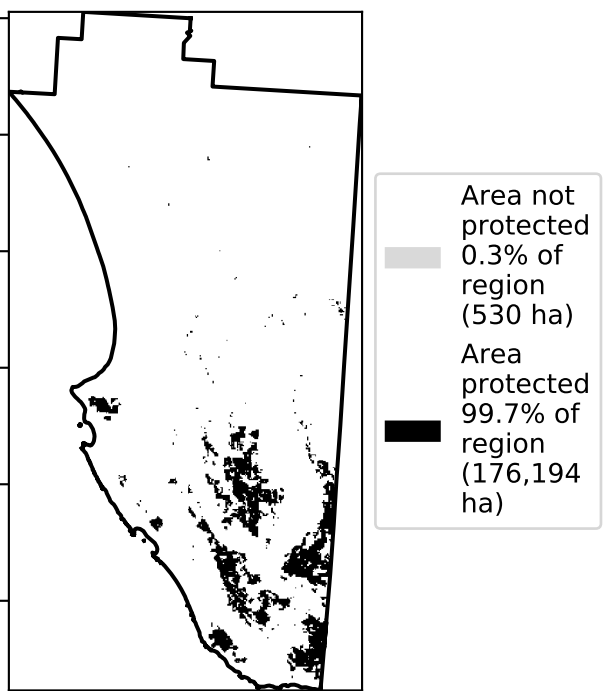 Area not
protected
0.3% of
region
(530 ha)
Area
protected
99.7% of
region
(176,194
ha)